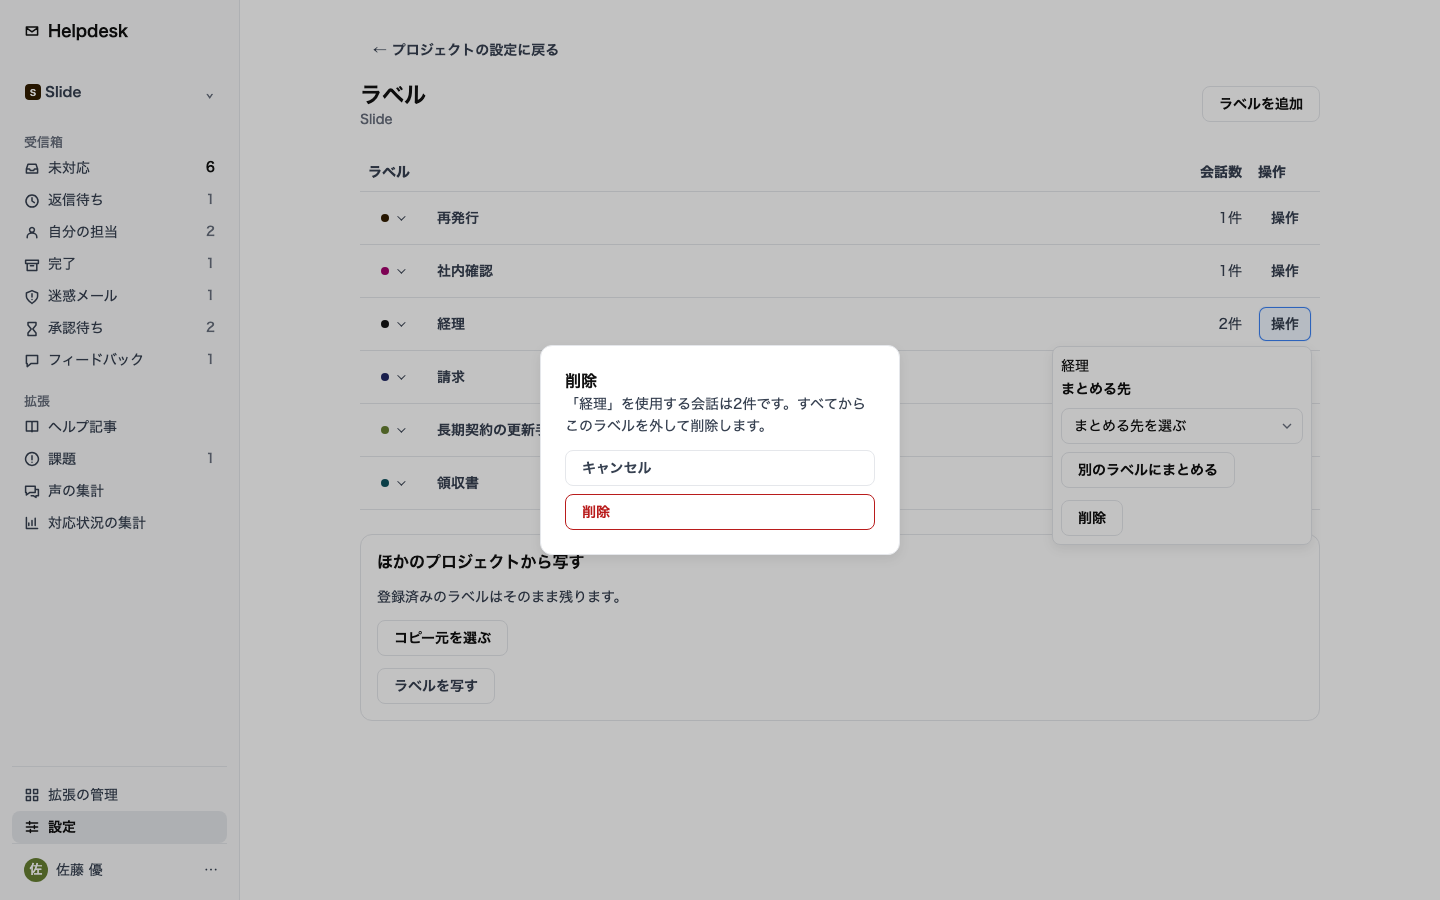 Helpdesk
S Slide
受信箱
未対応 6
返信待ち 1
自分の担当 2
完了 1
迷惑メール 1
承認待ち 2
フィードバック 1
拡張
ヘルプ記事
課題 1
声の集計
対応状況の集計
拡張の管理
設定
佐 佐藤 優 …
← プロジェクトの設定に戻る
ラベル
Slide
ラベルを追加
ラベル 会話数 操作
再発行 1件 操作
社内確認 1件 操作
経理 2件 操作
請求
長期契約の更新
領収書
経理
まとめる先
まとめる先を選ぶ
別のラベルにまとめる
削除
削除
「経理」を使用する会話は2件です。すべてから
このラベルを外して削除します。
キャンセル
削除
ほかのプロジェクトから写す
登録済みのラベルはそのまま残ります。
コピー元を選ぶ
ラベルを写す